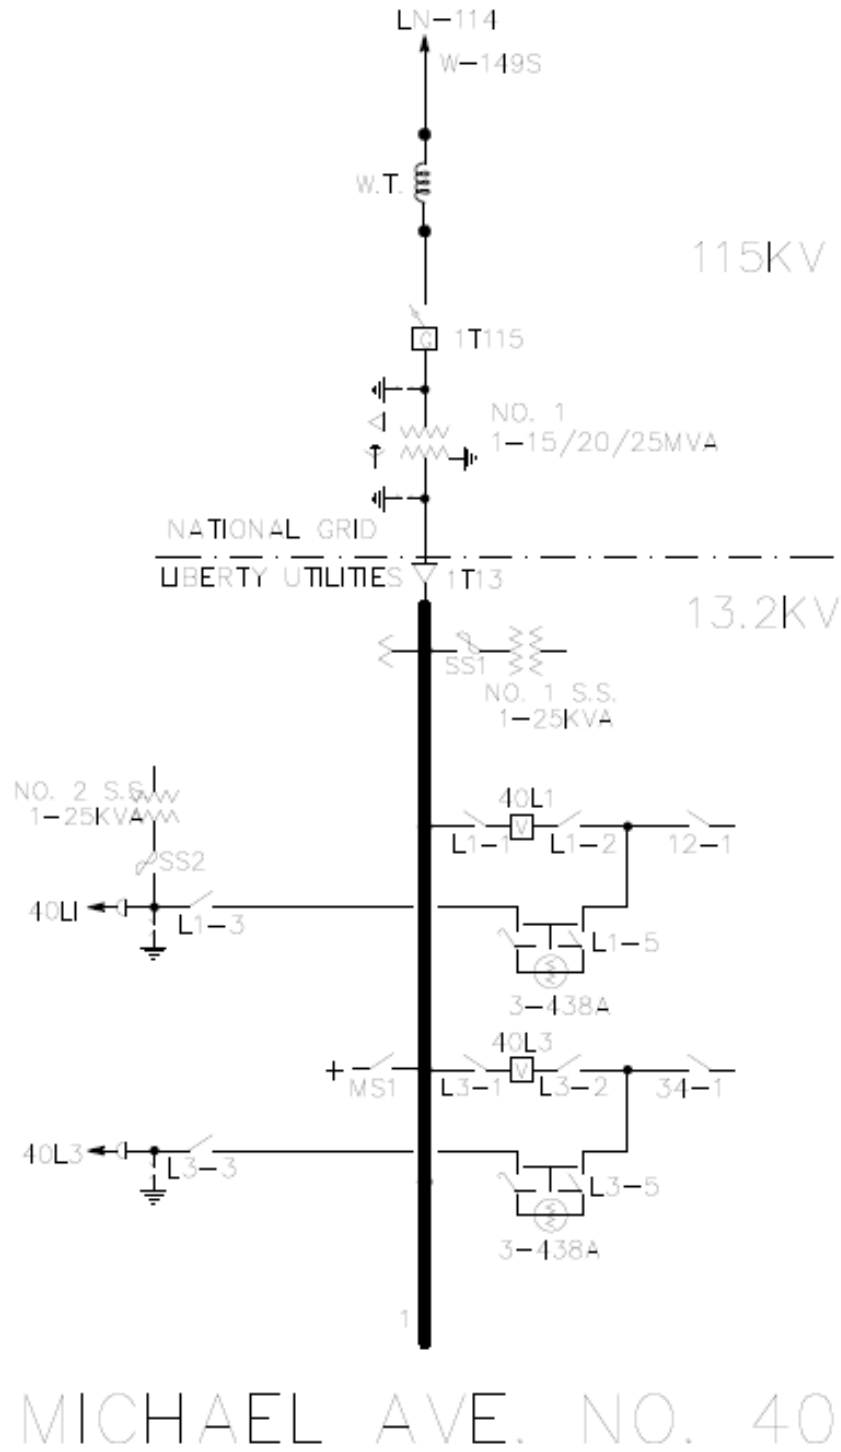 LN-114
W-149S
W.T.
115KV
G 1T115
NO. 1
1-15/20/25MVA
NATIONAL GRID
LIBERTY UTILITIES 1T13
13.2KV
SS1
NO. 1 S.S.
1-25KVA
NO. 2 S.S.
1-25KVA
40L1
V
L1-1 L1-2 12-1
SS2
40L1
L1-3
L1-5
3-438A
40L3
V
MS1 L3-1 L3-2 34-1
40L3
L3-3
L3-5
3-438A
1
MICHAEL AVE. NO. 40